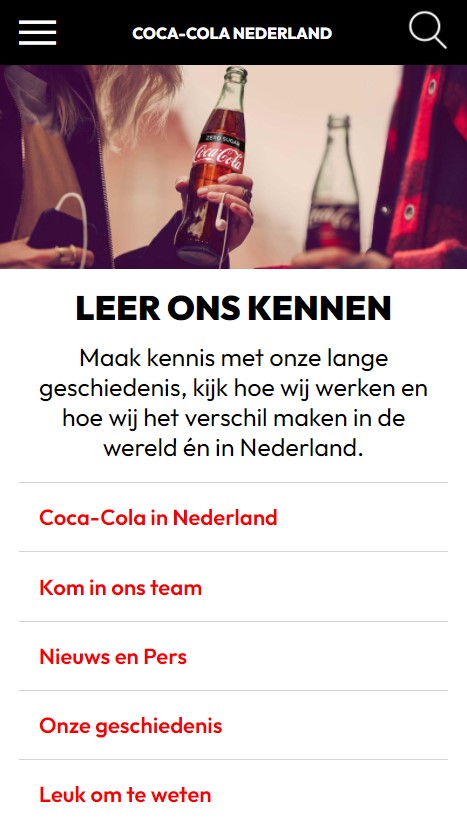 COCA-COLA NEDERLAND
ZERO SUGAR
Coca-Cola
Coca-Cola
LEER ONS KENNEN
Maak kennis met onze lange
geschiedenis, kijk hoe wij werken en
hoe wij het verschil maken in de
wereld én in Nederland.
Coca-Cola in Nederland
Kom in ons team
Nieuws en Pers
Onze geschiedenis
Leuk om te weten